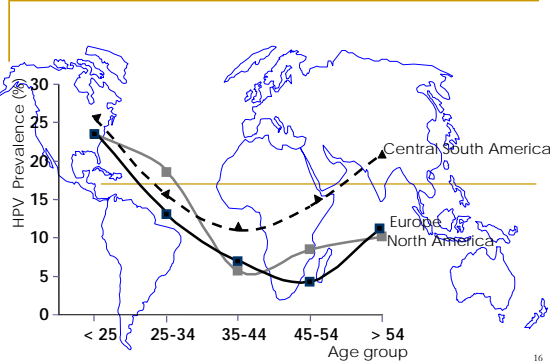 HPV Prevalence (%)
30
25
20
15
10
5
0
Central South America
Europe
North America
< 25 25-34 35-44 45-54 > 54
Age group
16